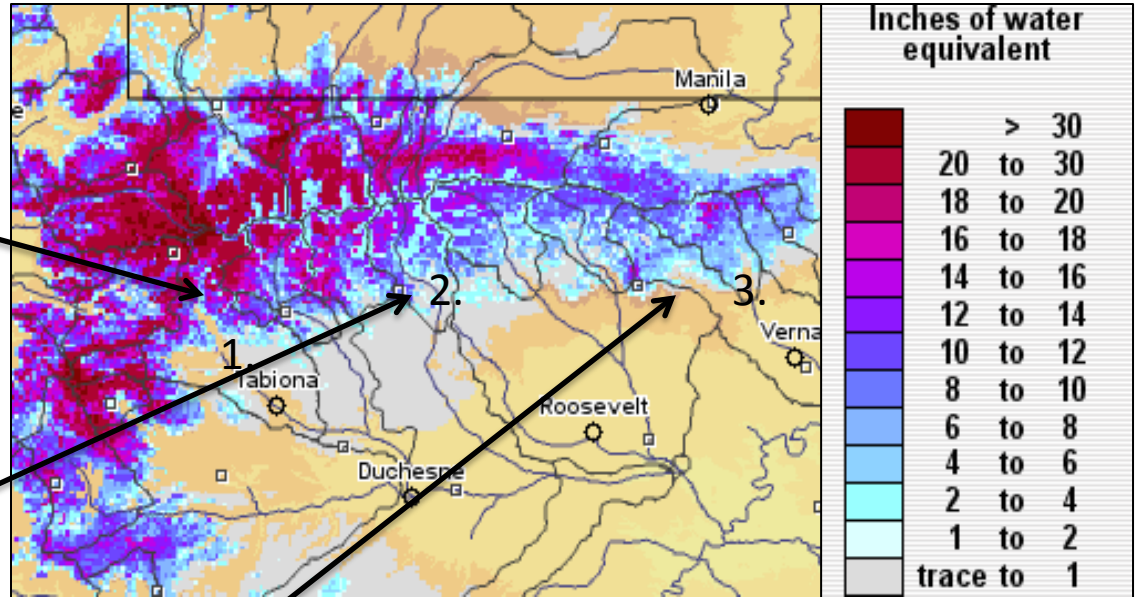 Manila
e
2.
3.
Verna
1.
Tabiona
Roosevelt
Duchesne
Inches of water
equivalent
> 30
20 to 30
18 to 20
16 to 18
14 to 16
12 to 14
10 to 12
8 to 10
6 to 8
4 to 6
2 to 4
1 to 2
trace to 1